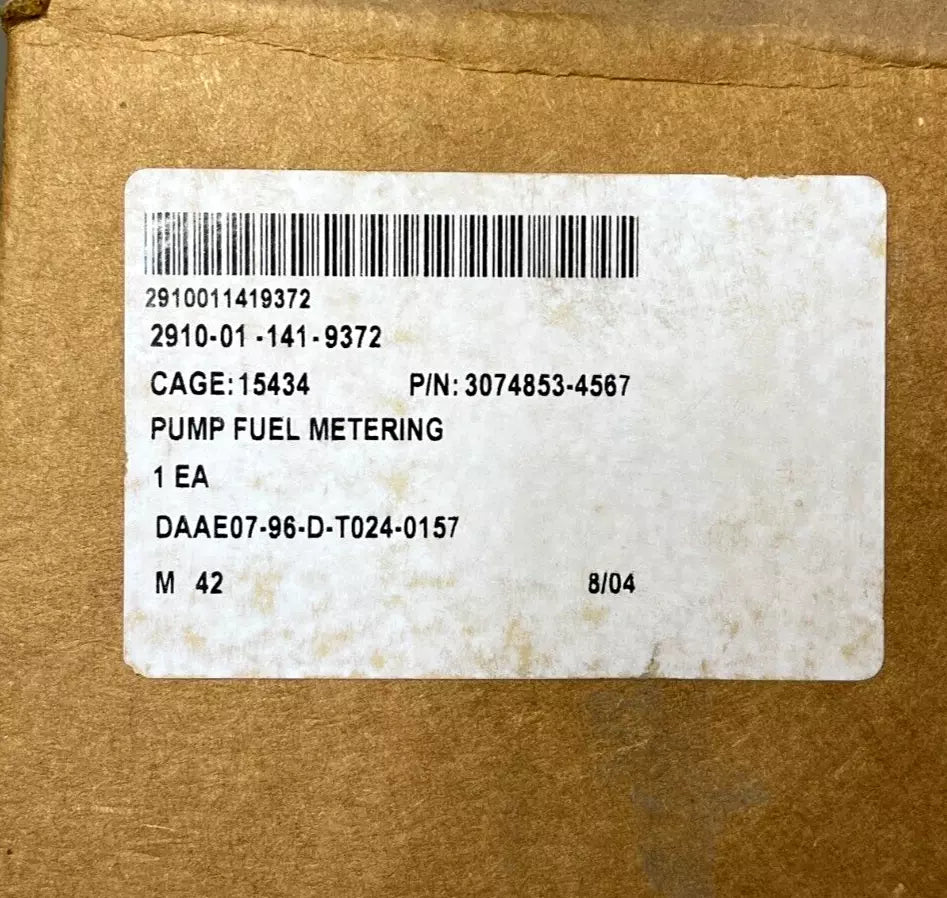 2910011419372
2910-01 -141-9372
CAGE:15434 P/N: 3074853-4567
PUMP FUEL METERING
1 EA
DAAE07-96-D-T024-0157
M 42 8/04